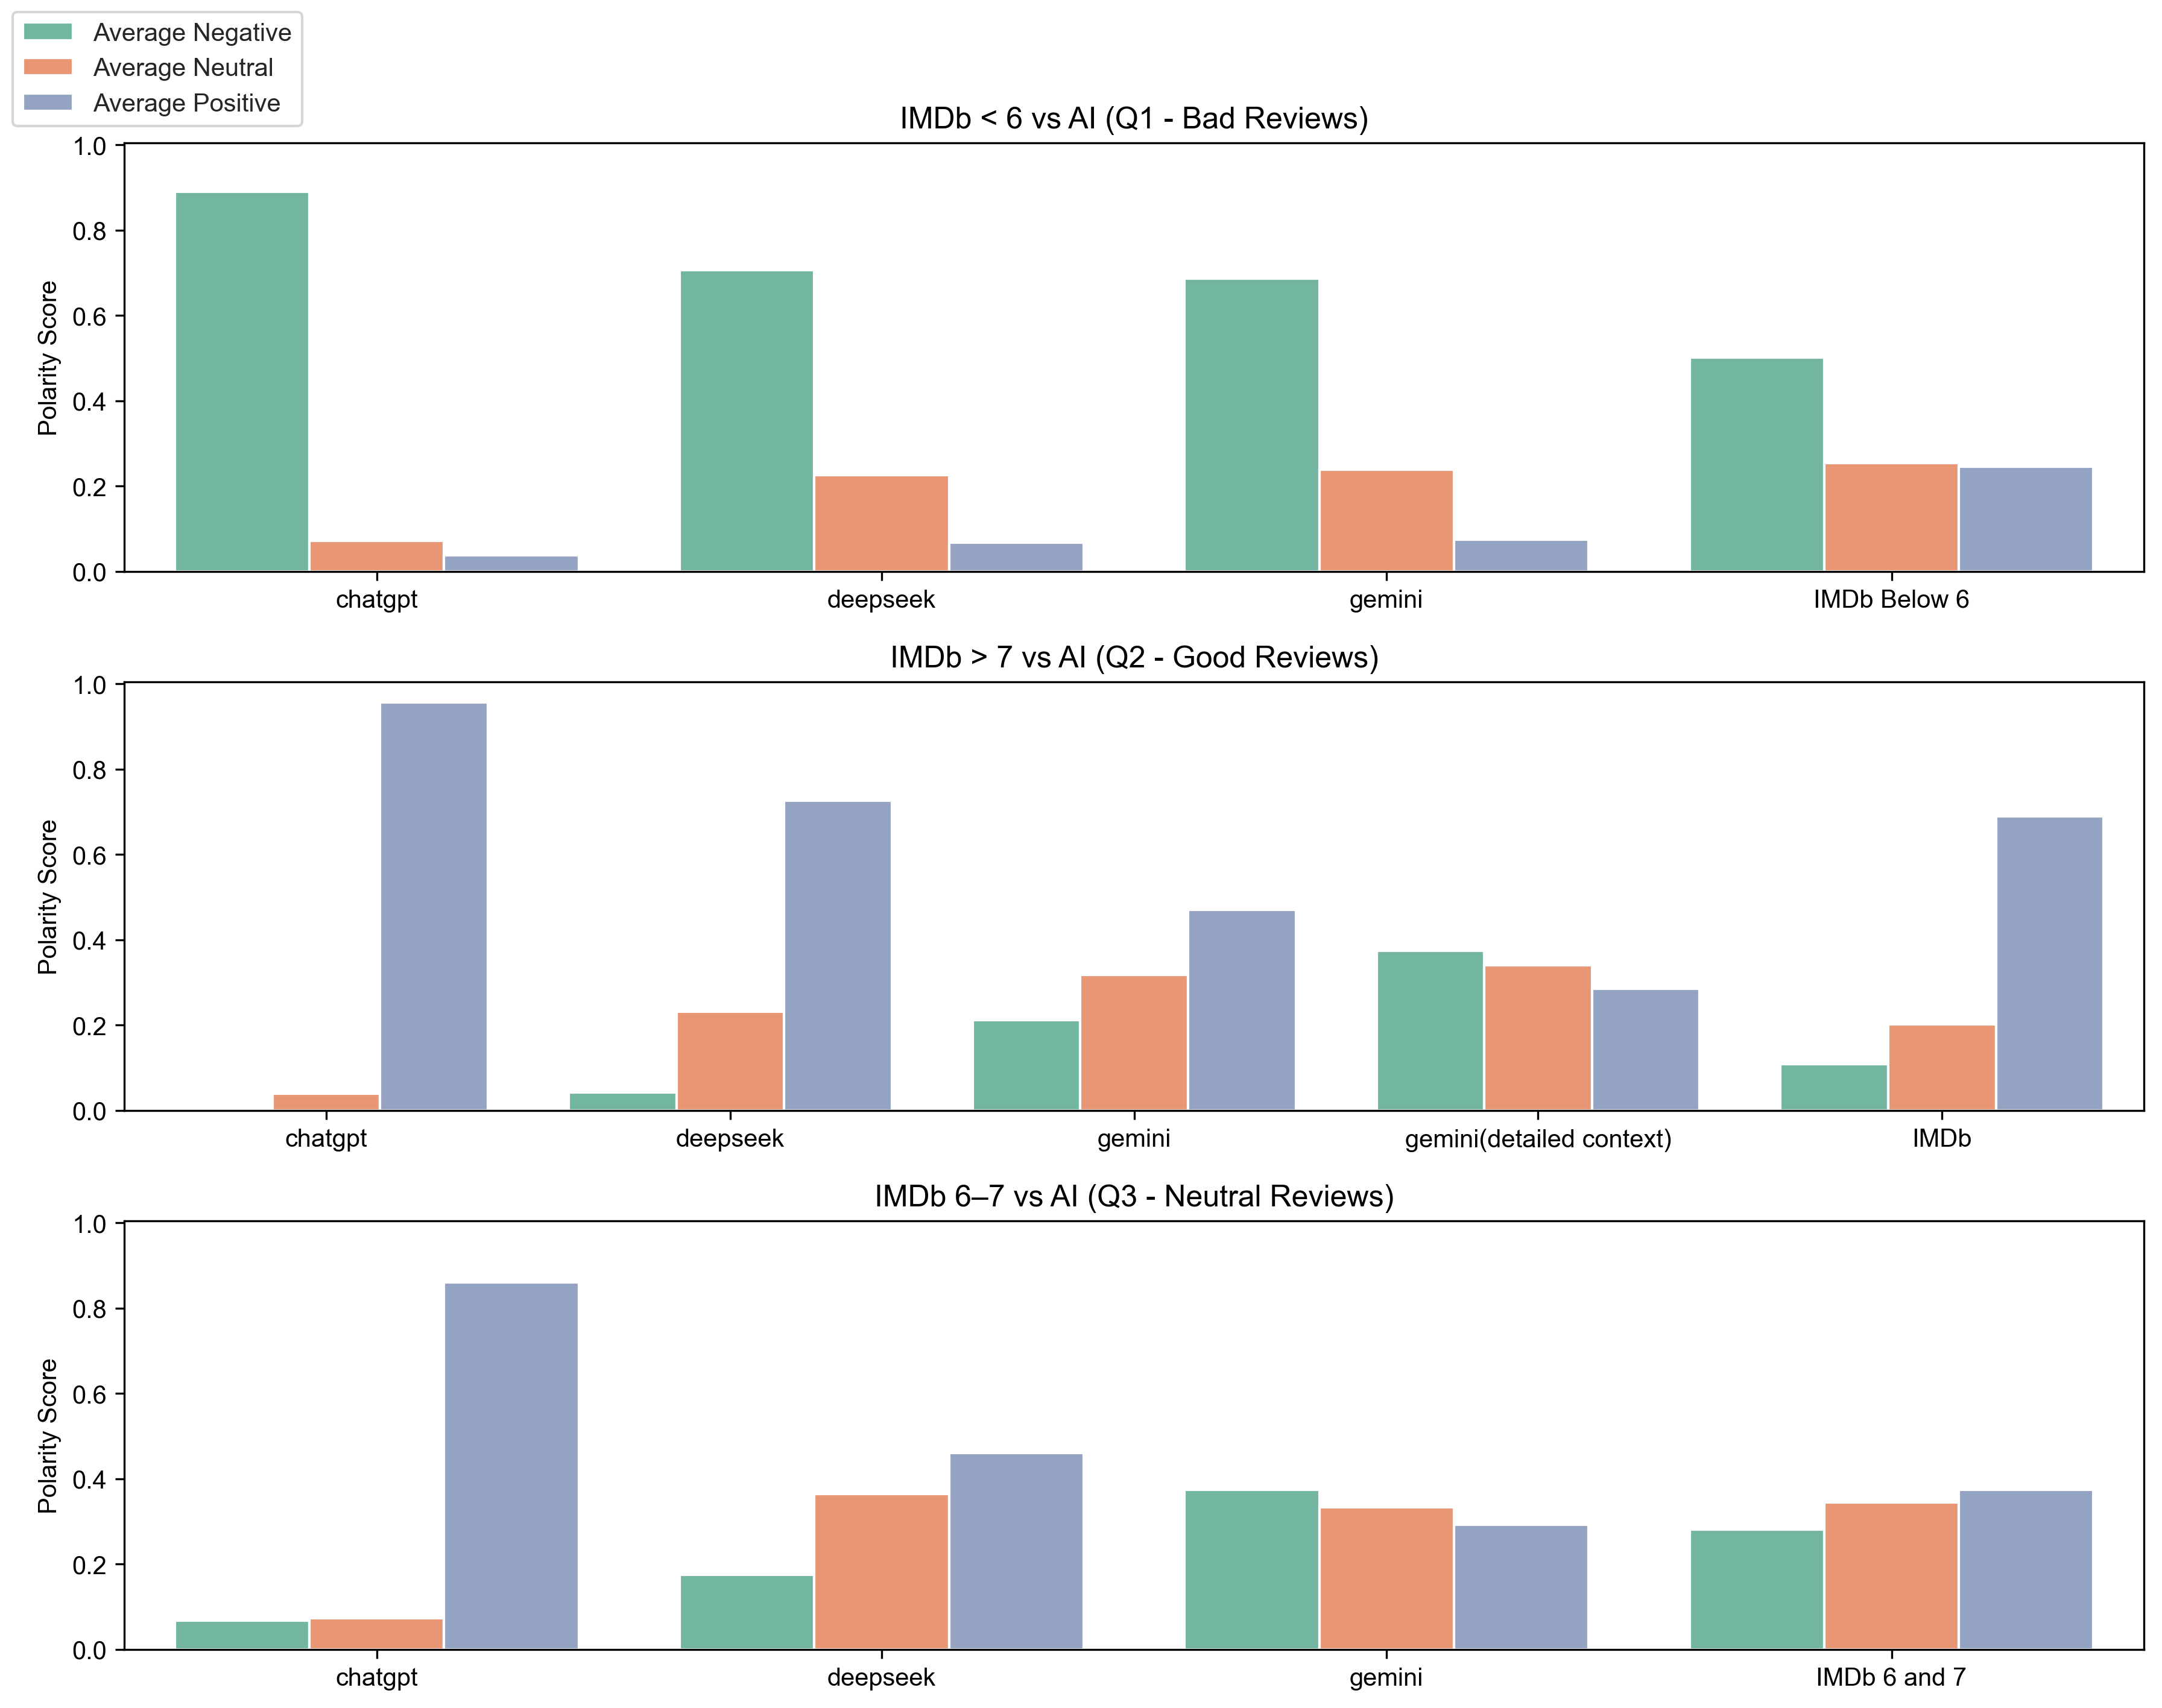 Average Negative
Average Neutral
Average Positive
IMDb < 6 vs AI (Q1 - Bad Reviews)
Polarity Score
1.0
0.8
0.6
0.4
0.2
0.0
chatgpt deepseek gemini IMDb Below 6
IMDb > 7 vs AI (Q2 - Good Reviews)
Polarity Score
1.0
0.8
0.6
0.4
0.2
0.0
chatgpt deepseek gemini gemini(detailed context) IMDb
IMDb 6–7 vs AI (Q3 - Neutral Reviews)
Polarity Score
1.0
0.8
0.6
0.4
0.2
0.0
chatgpt deepseek gemini IMDb 6 and 7